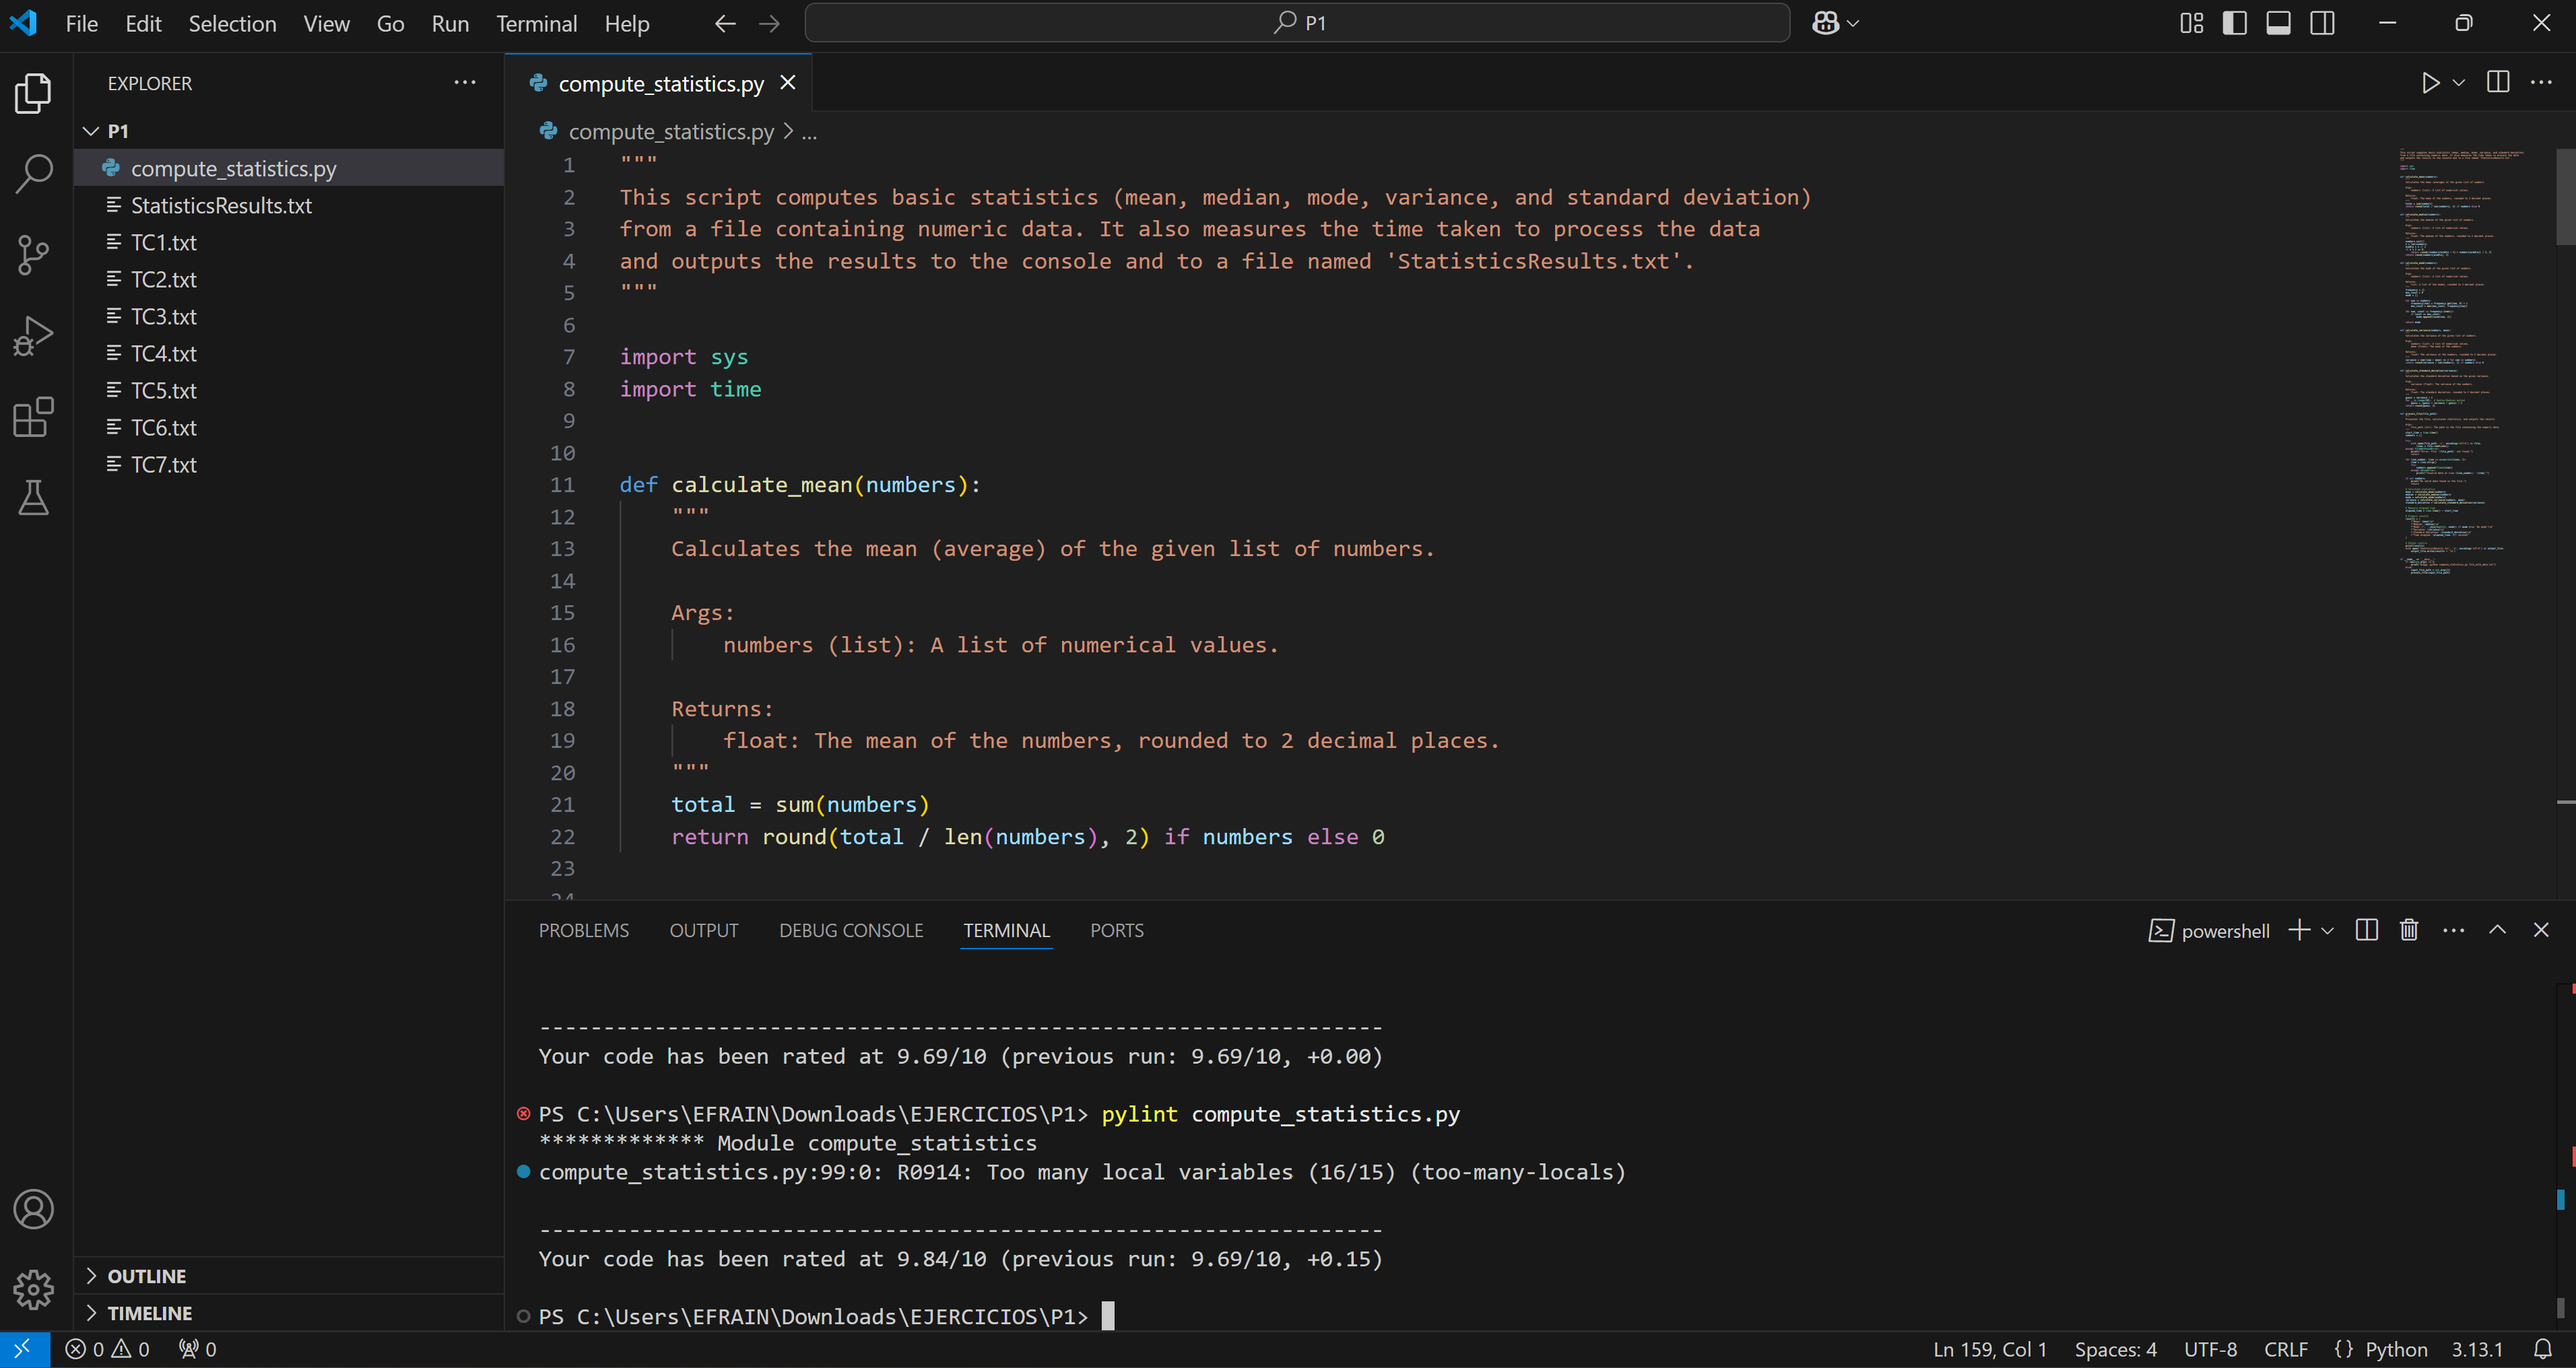 File Edit Selection View Go Run Terminal Help
P1
EXPLORER
P1
compute_statistics.py
StatisticsResults.txt
TC1.txt
TC2.txt
TC3.txt
TC4.txt
TC5.txt
TC6.txt
TC7.txt
OUTLINE
TIMELINE
compute_statistics.py
compute_statistics.py > ...
1 """
2 This script computes basic statistics (mean, median, mode, variance, and standard deviation)
3 from a file containing numeric data. It also measures the time taken to process the data
4 and outputs the results to the console and to a file named 'StatisticsResults.txt'.
5 """
6
7 import sys
8 import time
9
10
11 def calculate_mean(numbers):
12     """
13     Calculates the mean (average) of the given list of numbers.
14
15     Args:
16         numbers (list): A list of numerical values.
17
18     Returns:
19         float: The mean of the numbers, rounded to 2 decimal places.
20     """
21     total = sum(numbers)
22     return round(total / len(numbers), 2) if numbers else 0
23
24
PROBLEMS OUTPUT DEBUG CONSOLE TERMINAL PORTS
powershell
------------------------------------------------------------------
Your code has been rated at 9.69/10 (previous run: 9.69/10, +0.00)
PS C:\Users\EFRAIN\Downloads\EJERCICIOS\P1> pylint compute_statistics.py
************* Module compute_statistics
compute_statistics.py:99:0: R0914: Too many local variables (16/15) (too-many-locals)
------------------------------------------------------------------
Your code has been rated at 9.84/10 (previous run: 9.69/10, +0.15)
PS C:\Users\EFRAIN\Downloads\EJERCICIOS\P1>
0 0 0
Ln 159, Col 1 Spaces: 4 UTF-8 CRLF {} Python 3.13.1